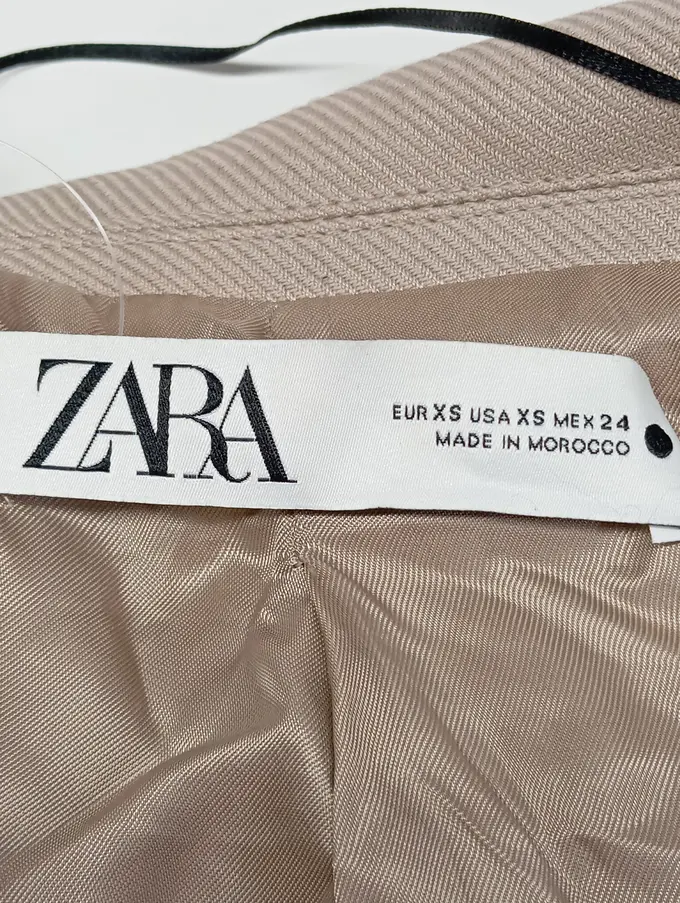 ZARA
EUR XS USA XS MEX 24
MADE IN MOROCCO